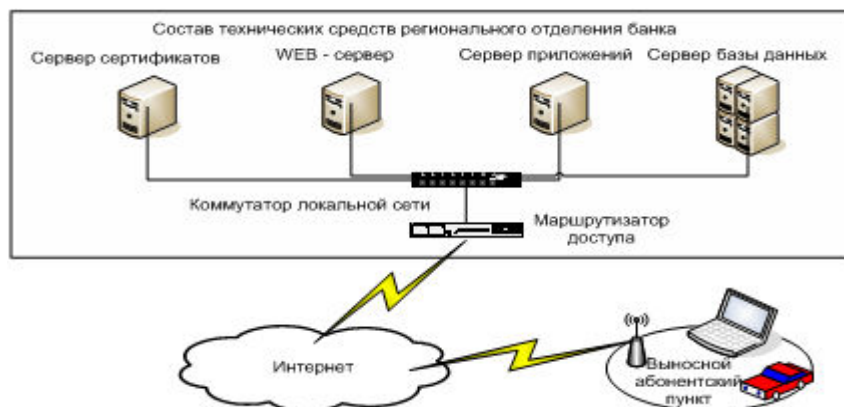 Состав технических средств регионального отделения банка
Сервер сертификатов
WEB - сервер
Сервер приложений
Сервер базы данных
Коммутатор локальной сети
Маршрутизатор
доступа
Интернет
Выносной
абонентский
пункт